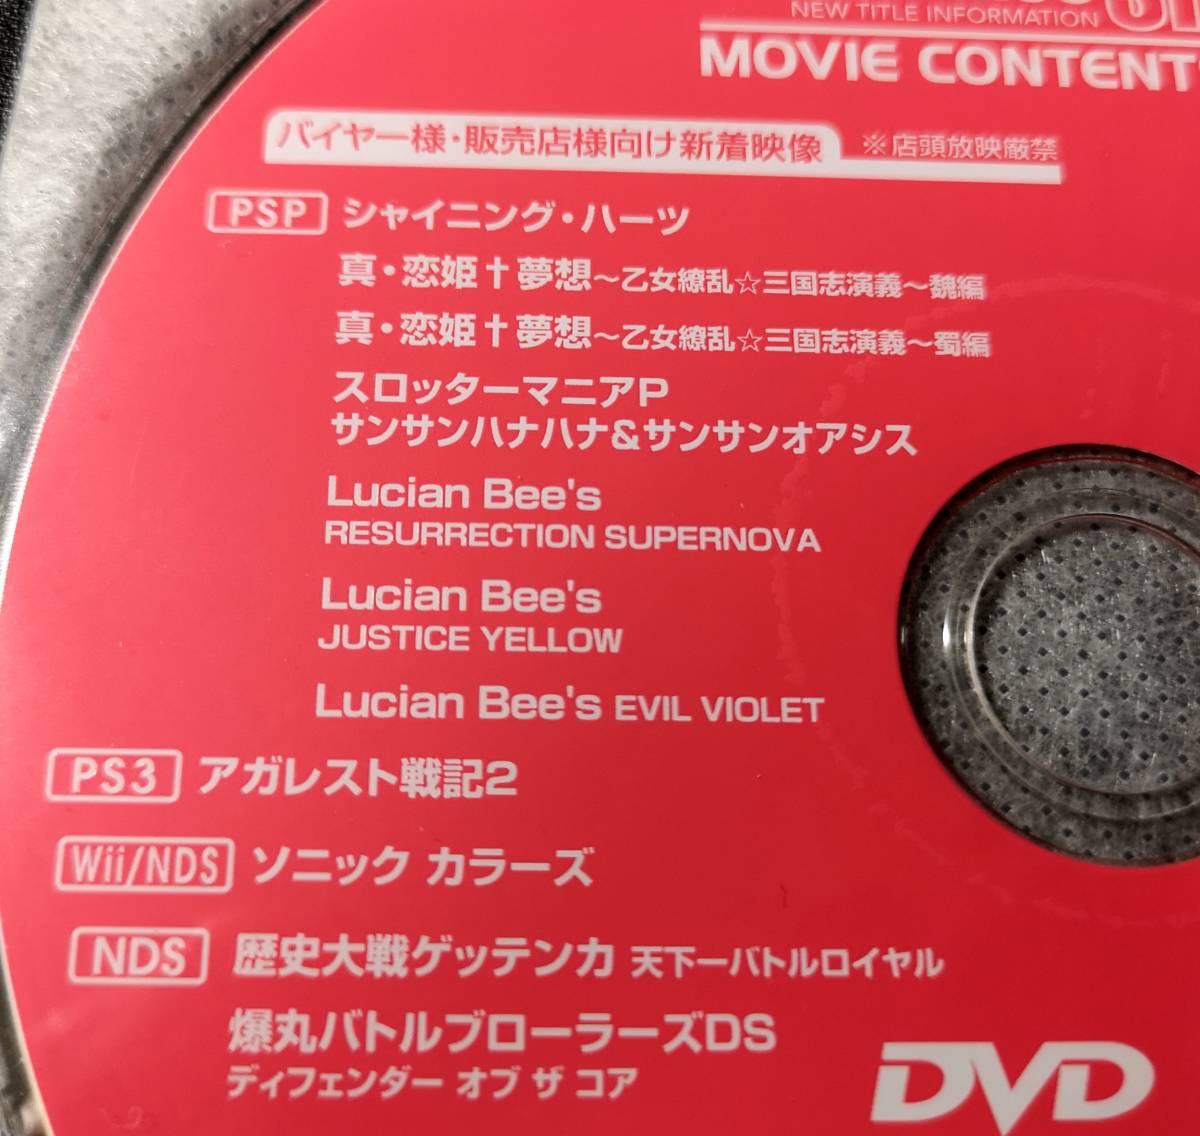 NEW TITLE INFORMATION
MOVIE CONTENTS
バイヤー様・販売店様向け新着映像 ※店頭放映厳禁
PSP シャイニング・ハーツ
真・恋姫†夢想～乙女繚乱☆三国志演義～魏編
真・恋姫†夢想～乙女繚乱☆三国志演義～蜀編
スロッターマニアP
サンサンハナハナ&サンサンオアシス
Lucian Bee's
RESURRECTION SUPERNOVA
Lucian Bee's
JUSTICE YELLOW
Lucian Bee's EVIL VIOLET
PS3 アガレスト戦記2
Wii/NDS ソニック カラーズ
NDS 歴史大戦ゲッテンカ 天下一バトルロイヤル
爆丸バトルブローラーズDS
ディフェンダー オブ ザ コア
DVD